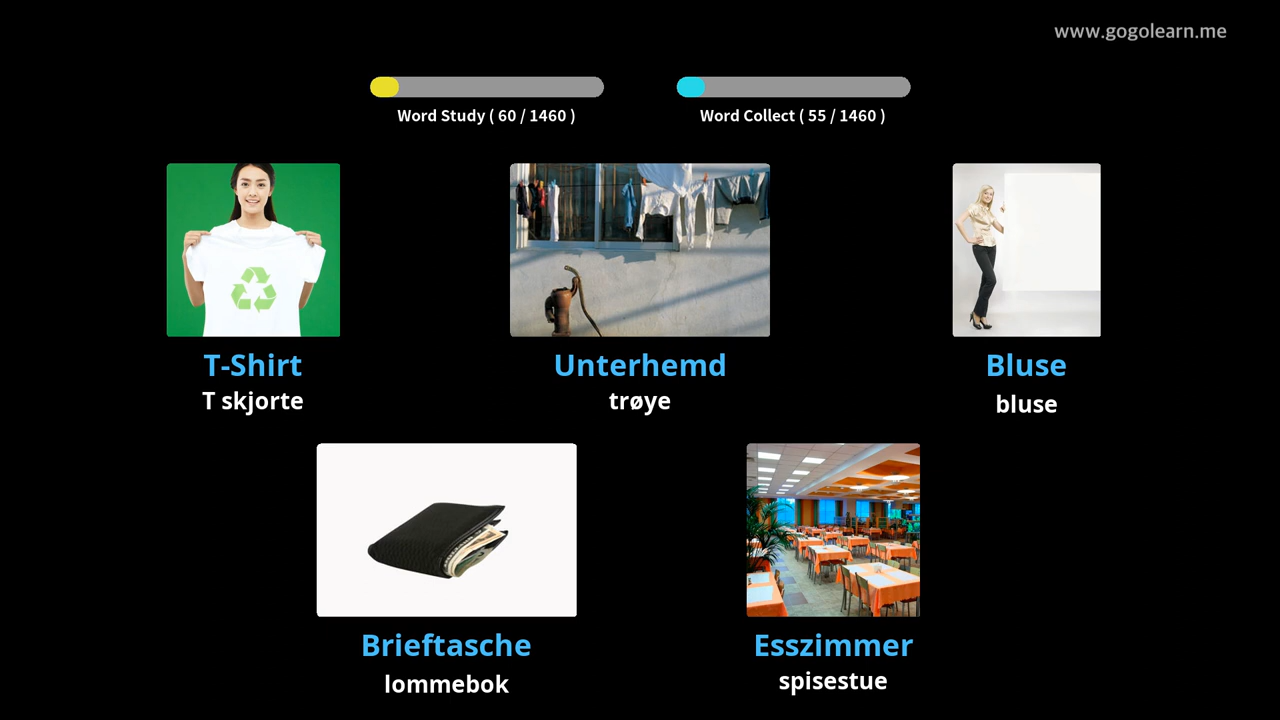 www.gogolearn.me
Word Study ( 60 / 1460 )
Word Collect ( 55 / 1460 )
T-Shirt
T skjorte
Unterhemd
trøye
Bluse
bluse
Brieftasche
lommebok
Esszimmer
spisestue